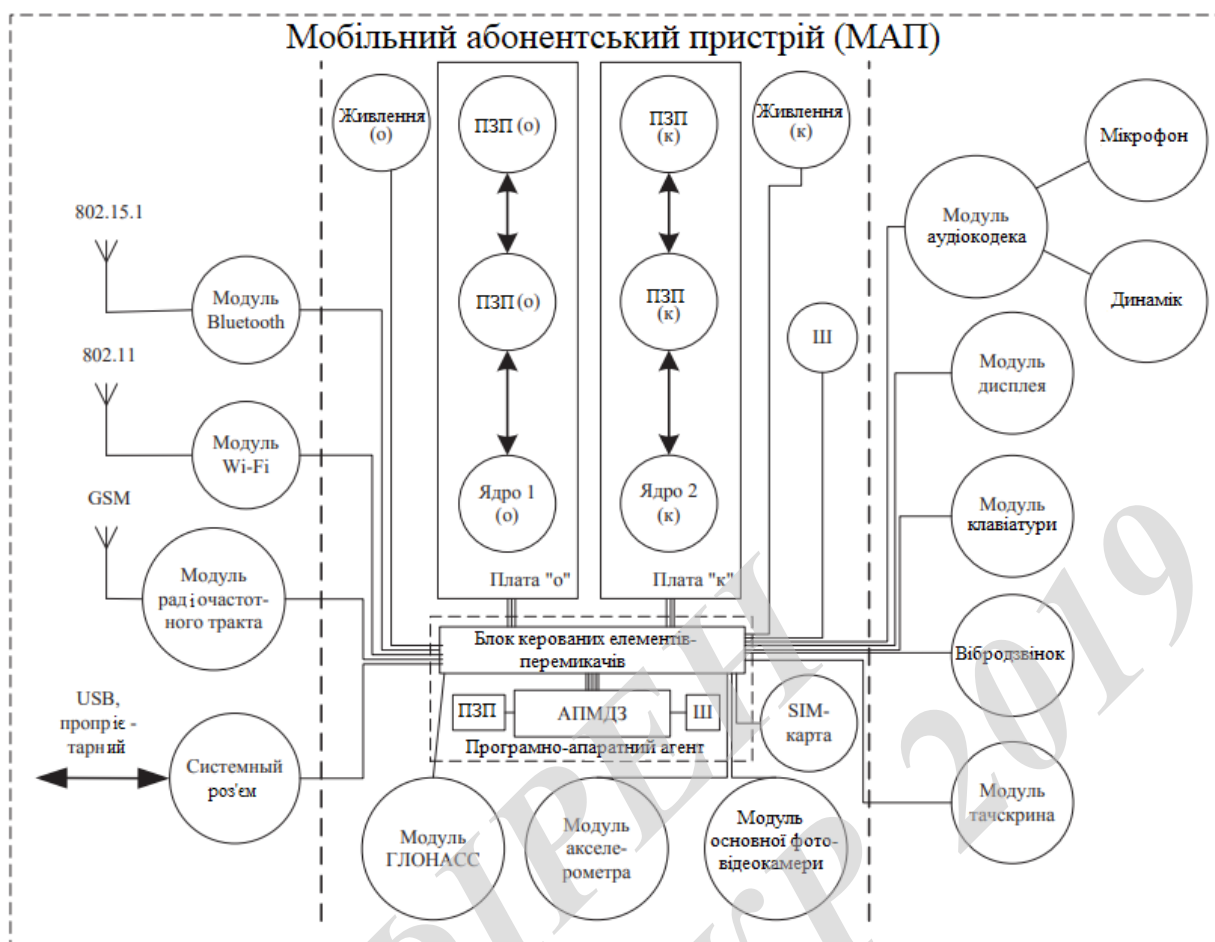 Мобільний абонентський пристрій (МАП)
Живлення
(о)
ПЗП (о)
ПЗП
(к)
Живлення
(к)
Мікрофон
802.15.1
Модуль
аудіокодека
Модуль
Bluetooth
ПЗП (о)
ПЗП
(к)
Динамік
Ш
802.11
Модуль
дисплея
Модуль
Wi-Fi
GSM
Ядро 1
(о)
Ядро 2
(к)
Модуль
клавіатури
Модуль
радіочастот-
ного тракта
Плата "о"
Плата "к"
Блок керованих елементів-
перемикачів
Вібродзвінок
USB,
пропріє -
тарний
ПЗП
АПМДЗ
Ш
SIM-
карта
Програмно-апаратний агент
Системный
роз'єм
Модуль
тачскрина
Модуль
ГЛОНАСС
Модуль
акселе-
рометра
Модуль
основної фото-
відеокамери
2019